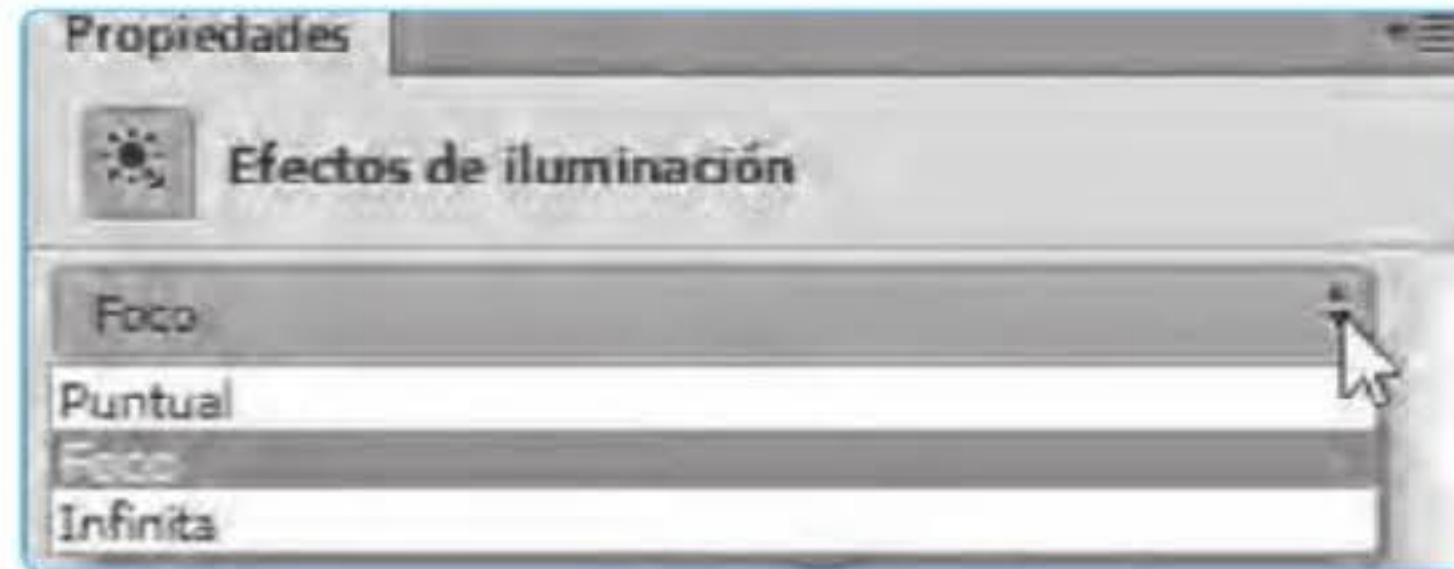 Propiedades
Efectos de iluminación
Foco
Puntual
Foco
Infinita